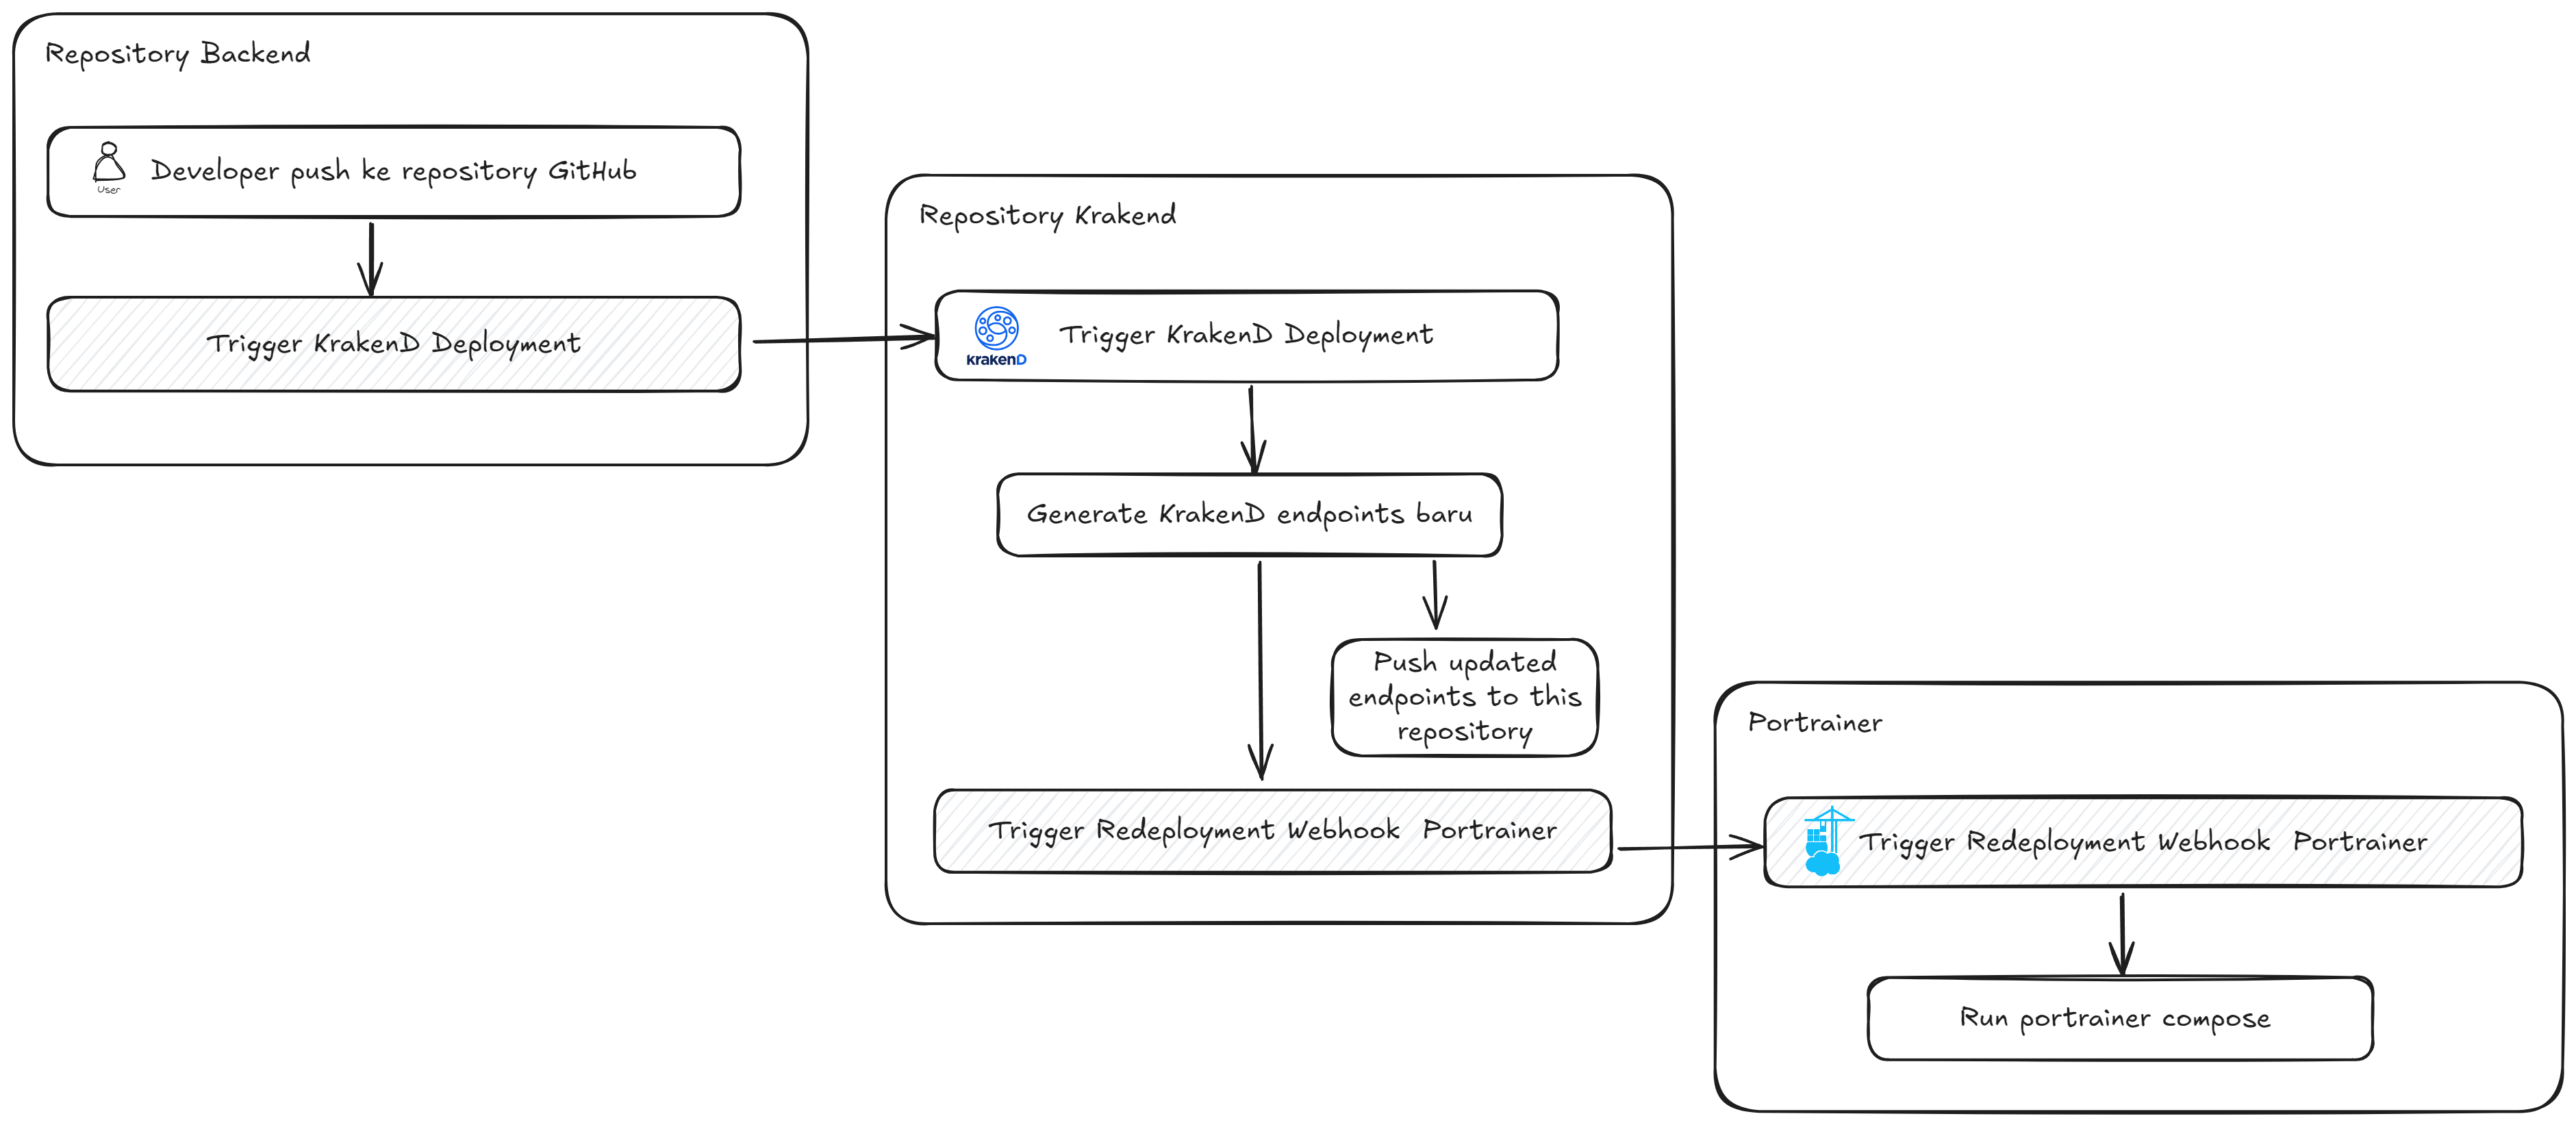 Repository Backend
User
Developer push ke repository GitHub
Trigger KrakenD Deployment
Repository Krakend
krakenD
Trigger KrakenD Deployment
Generate KrakenD endpoints baru
Push updated
endpoints to this
repository
Trigger Redeployment Webhook Portrainer
Portrainer
Trigger Redeployment Webhook Portrainer
Run portrainer compose